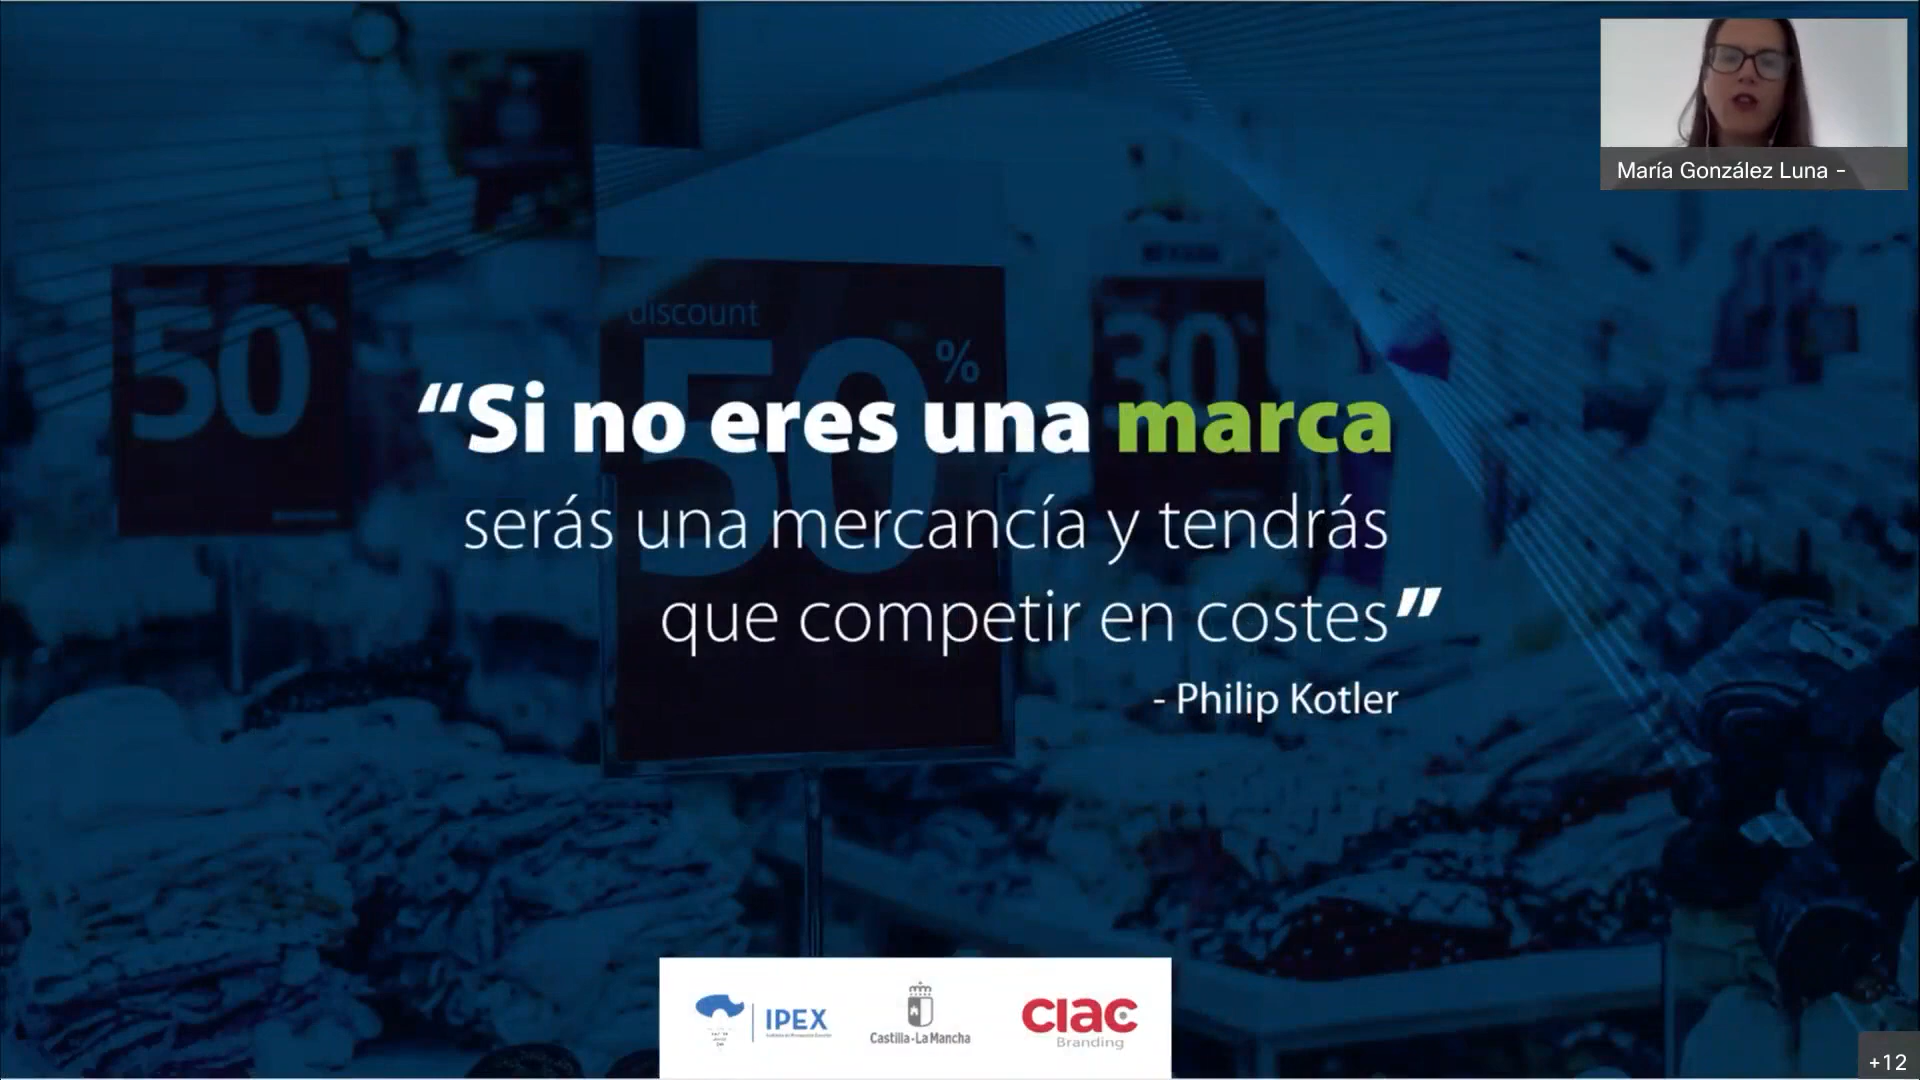 María González Luna -
50
discount
50 %
30
“Si no eres una marca
serás una mercancía y tendrás
que competir en costes”
- Philip Kotler
IPEX
Castilla-La Mancha
CIAC
Branding
+12